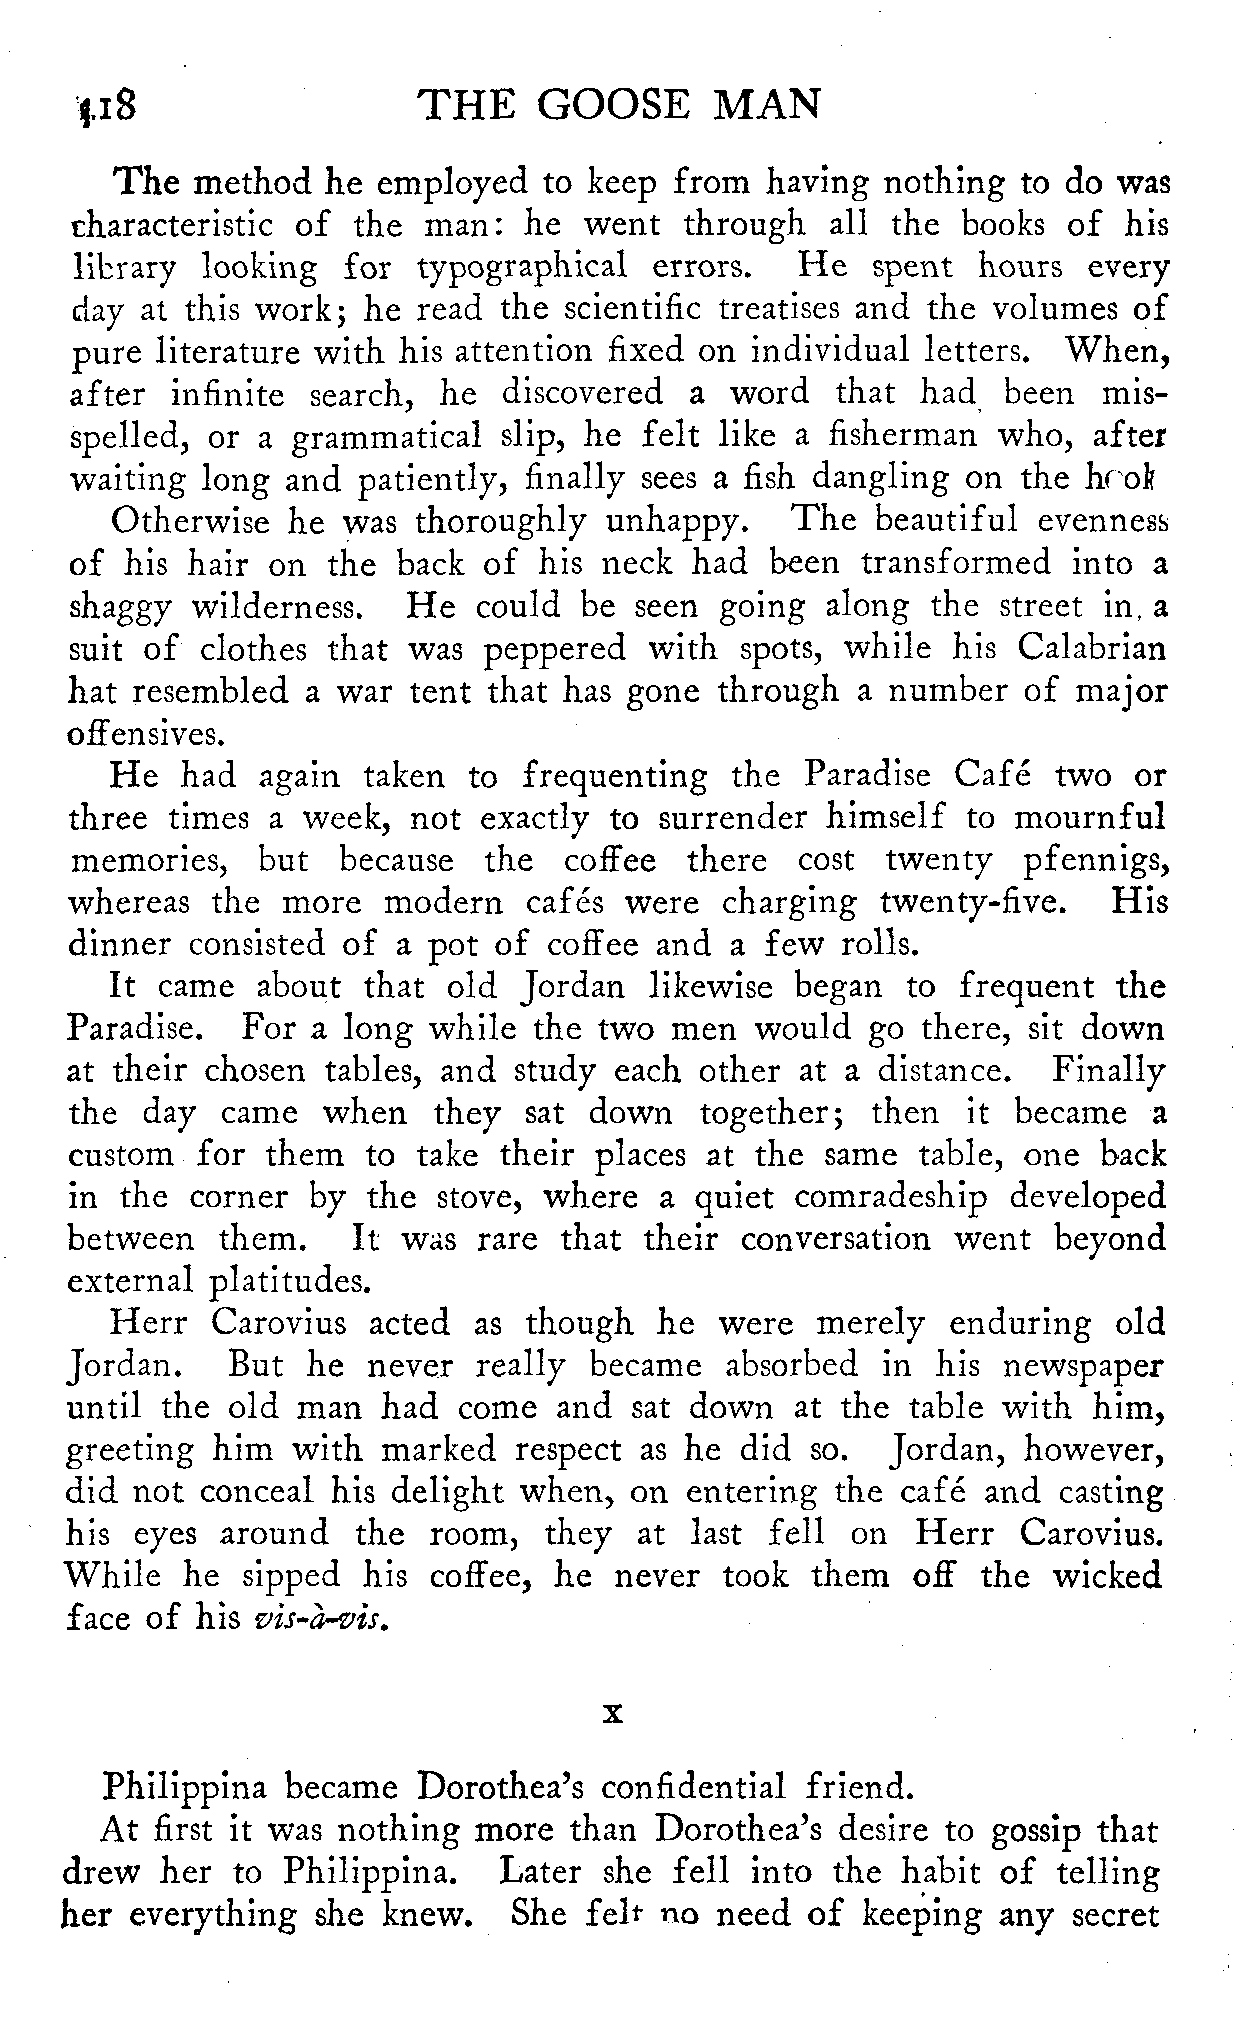 418 THE GOOSE MAN
The method he employed to keep from having nothing to do was
characteristic of the man: he went through all the books of his
library looking for typographical errors. He spent hours every
day at this work; he read the scientific treatises and the volumes of
pure literature with his attention fixed on individual letters. When,
after infinite search, he discovered a word that had been mis-
spelled, or a grammatical slip, he felt like a fisherman who, after
waiting long and patiently, finally sees a fish dangling on the hook
Otherwise he was thoroughly unhappy. The beautiful evenness
of his hair on the back of his neck had been transformed into a
shaggy wilderness. He could be seen going along the street in a
suit of clothes that was peppered with spots, while his Calabrian
hat resembled a war tent that has gone through a number of major
offensives.
He had again taken to frequenting the Paradise Café two or
three times a week, not exactly to surrender himself to mournful
memories, but because the coffee there cost twenty pfennigs,
whereas the more modern cafés were charging twenty-five. His
dinner consisted of a pot of coffee and a few rolls.
It came about that old Jordan likewise began to frequent the
Paradise. For a long while the two men would go there, sit down
at their chosen tables, and study each other at a distance. Finally
the day came when they sat down together; then it became a
custom for them to take their places at the same table, one back
in the corner by the stove, where a quiet comradeship developed
between them. It was rare that their conversation went beyond
external platitudes.
Herr Carovius acted as though he were merely enduring old
Jordan. But he never really became absorbed in his newspaper
until the old man had come and sat down at the table with him,
greeting him with marked respect as he did so. Jordan, however,
did not conceal his delight when, on entering the café and casting
his eyes around the room, they at last fell on Herr Carovius.
While he sipped his coffee, he never took them off the wicked
face of his vis-à-vis.
X
Philippina became Dorothea's confidential friend.
At first it was nothing more than Dorothea's desire to gossip that
drew her to Philippina. Later she fell into the habit of telling
her everything she knew. She felt no need of keeping any secret